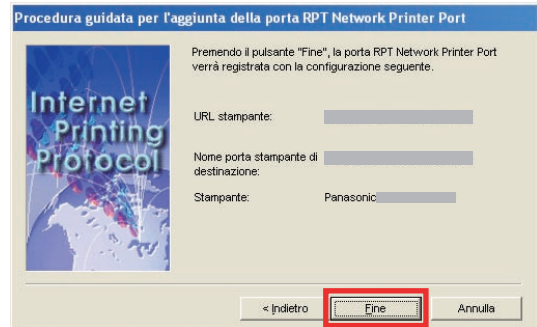 Procedura guidata per l'aggiunta della porta RPT Network Printer Port
Premendo il pulsante "Fine", la porta RPT Network Printer Port
verrà registrata con la configurazione seguente.
Internet
Printing
Protocol
URL stampante:
Nome porta stampante di
destinazione:
Stampante: Panasonic
< Indietro Fine Annulla